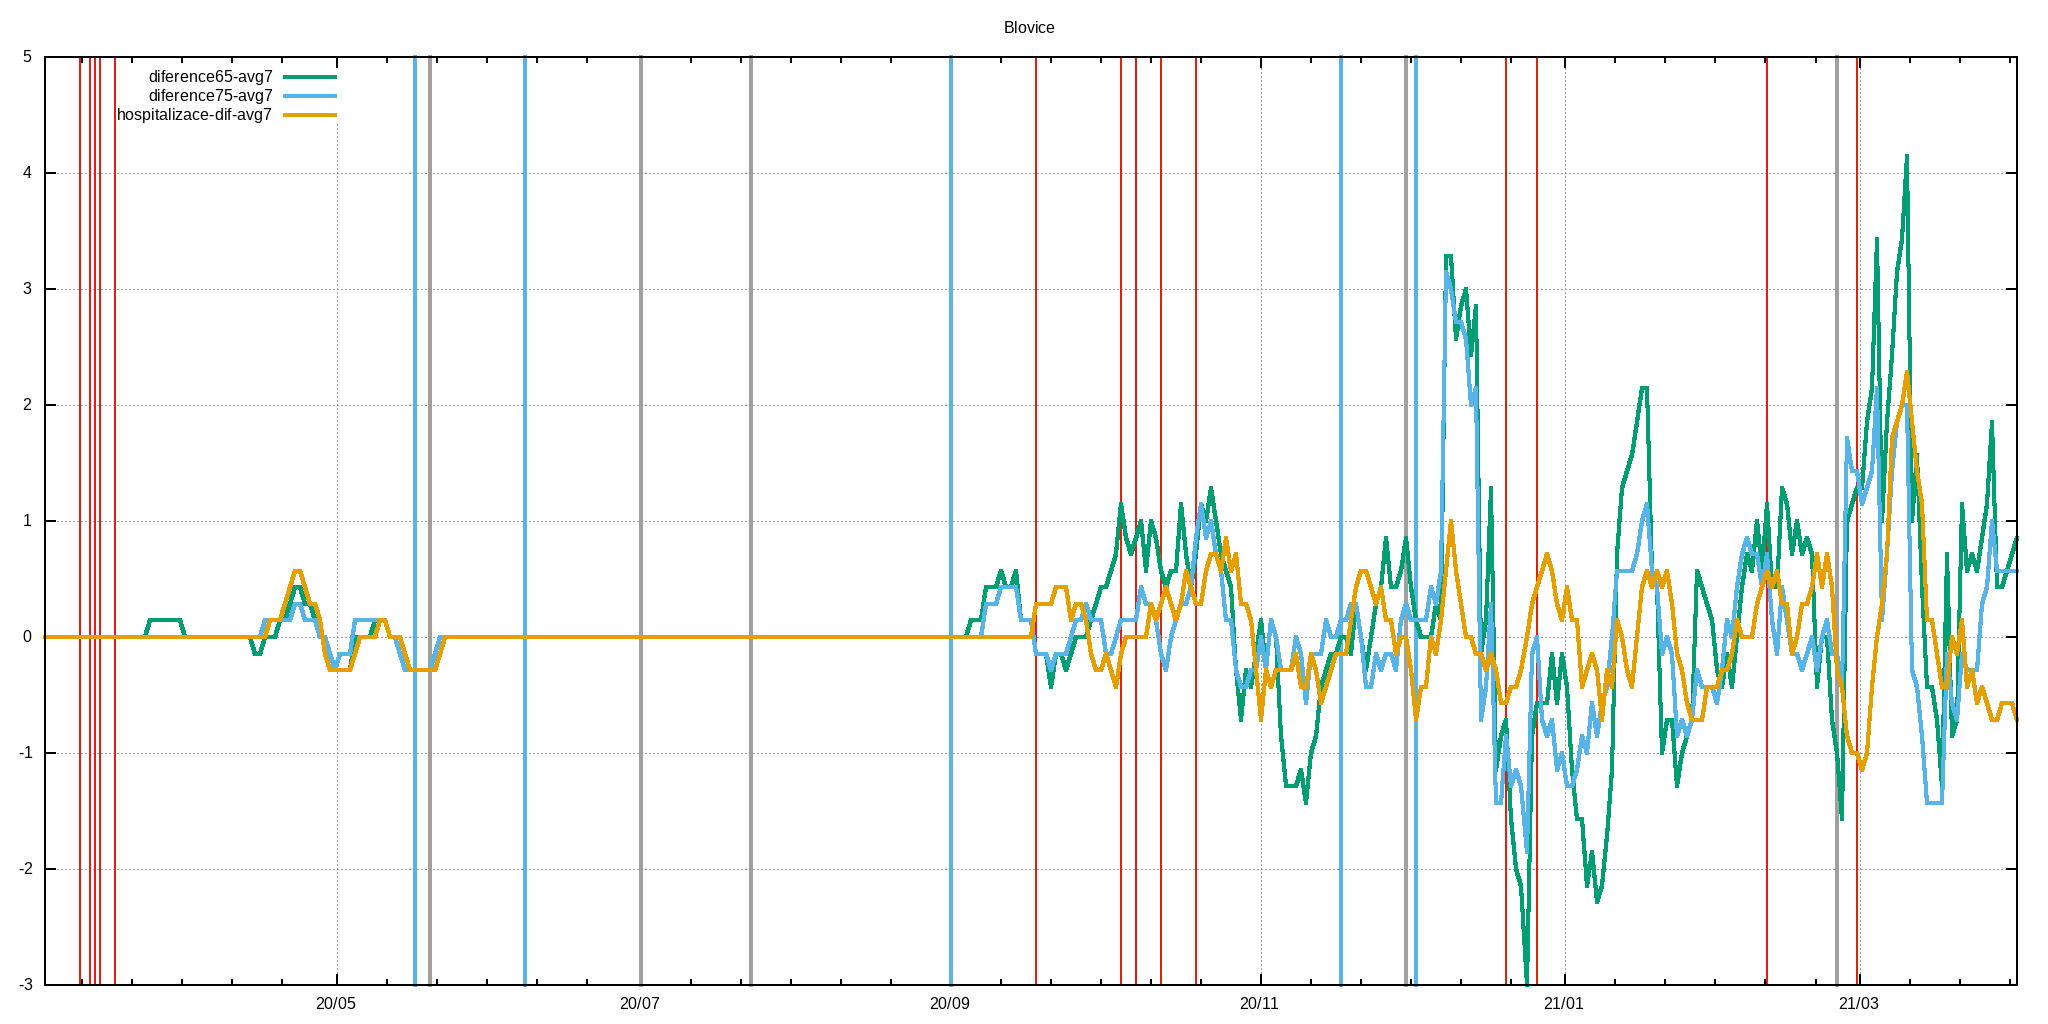 Blovice
5
diference65-avg7
diference75-avg7
hospitalizace-dif-avg7
4
3
2
1
0
-1
-2
-3
20/05 20/07 20/09 20/11 21/01 21/03